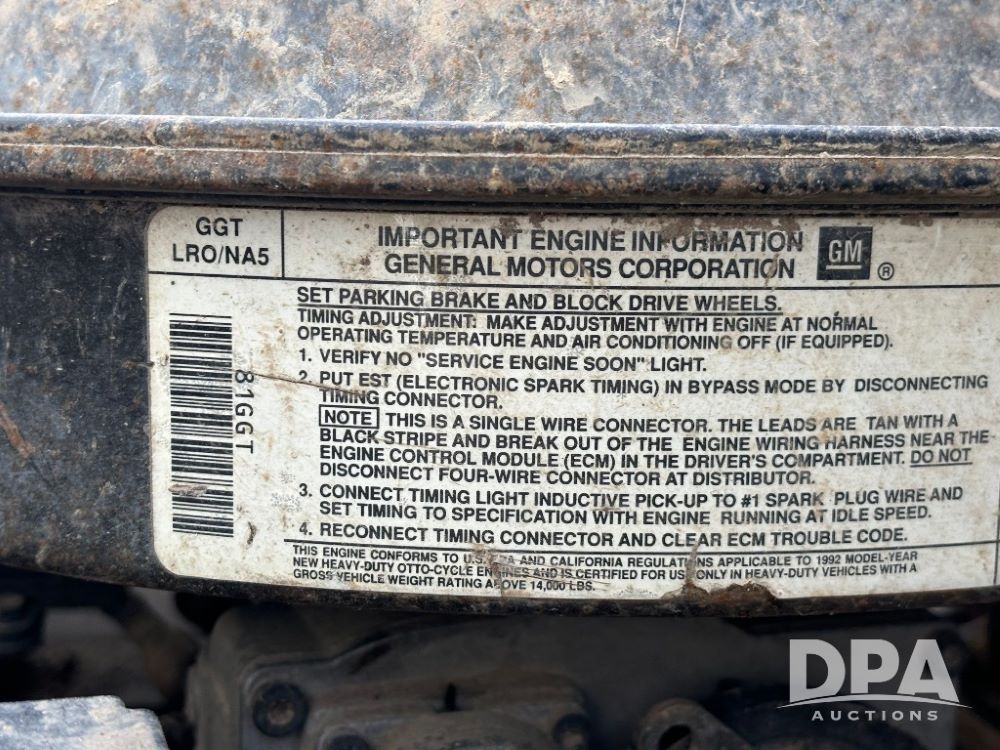 GGT
LRO/NA5
IMPORTANT ENGINE INFORMATION
GENERAL MOTORS CORPORATION
GM ®
SET PARKING BRAKE AND BLOCK DRIVE WHEELS.
TIMING ADJUSTMENT: MAKE ADJUSTMENT WITH ENGINE AT NORMAL
OPERATING TEMPERATURE AND AIR CONDITIONING OFF (IF EQUIPPED).
1. VERIFY NO "SERVICE ENGINE SOON" LIGHT.
2. PUT EST (ELECTRONIC SPARK TIMING) IN BYPASS MODE BY DISCONNECTING
TIMING CONNECTOR.
NOTE THIS IS A SINGLE WIRE CONNECTOR. THE LEADS ARE TAN WITH A
BLACK STRIPE AND BREAK OUT OF THE ENGINE WIRING HARNESS NEAR THE
ENGINE CONTROL MODULE (ECM) IN THE DRIVER'S COMPARTMENT. DO NOT
DISCONNECT FOUR-WIRE CONNECTOR AT DISTRIBUTOR.
3. CONNECT TIMING LIGHT INDUCTIVE PICK-UP TO #1 SPARK PLUG WIRE AND
SET TIMING TO SPECIFICATION WITH ENGINE RUNNING AT IDLE SPEED.
4. RECONNECT TIMING CONNECTOR AND CLEAR ECM TROUBLE CODE.
THIS ENGINE CONFORMS TO U.S. EPA AND CALIFORNIA REGULATIONS APPLICABLE TO 1992 MODEL-YEAR
NEW HEAVY-DUTY OTTO-CYCLE ENGINES AND IS CERTIFIED FOR USE ONLY IN HEAVY-DUTY VEHICLES WITH A
GROSS VEHICLE WEIGHT RATING ABOVE 14,000 LBS.
81GGT
DPA
AUCTIONS